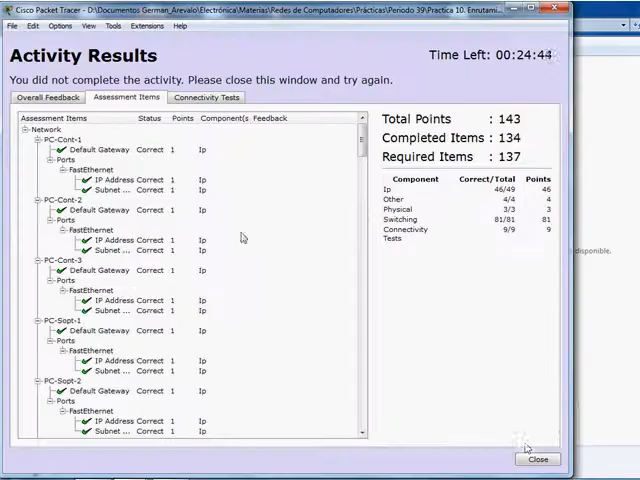 Cisco Packet Tracer - D:\Documentos German_Arevalo\Electrónica\Materias\Redes de Computadores\Prácticas\Periodo 39\Practica 10. Enrutami
File Edit Options View Tools Extensions Help
Activity Results
Time Left: 00:24:44
You did not complete the activity. Please close this window and try again.
Overall Feedback Assessment Items Connectivity Tests
Assessment Items Status Points Component(s Feedback
Network
PC-Cont-1
Default Gateway Correct 1 Ip
Ports
FastEthernet
IP Address Correct 1 Ip
Subnet ... Correct 1 Ip
PC-Cont-2
Default Gateway Correct 1 Ip
Ports
FastEthernet
IP Address Correct 1 Ip
Subnet ... Correct 1 Ip
PC-Cont-3
Default Gateway Correct 1 Ip
Ports
FastEthernet
IP Address Correct 1 Ip
Subnet ... Correct 1 Ip
PC-Sopt-1
Default Gateway Correct 1 Ip
Ports
FastEthernet
IP Address Correct 1 Ip
Subnet ... Correct 1 Ip
PC-Sopt-2
Default Gateway Correct 1 Ip
Ports
FastEthernet
IP Address Correct 1 Ip
Subnet ... Correct 1 Ip
Total Points : 143
Completed Items : 134
Required Items : 137
Component Correct/Total Points
Ip 46/49 46
Other 4/4 4
Physical 3/3 3
Switching 81/81 81
Connectivity 9/9 9
Tests
disponible.
Close